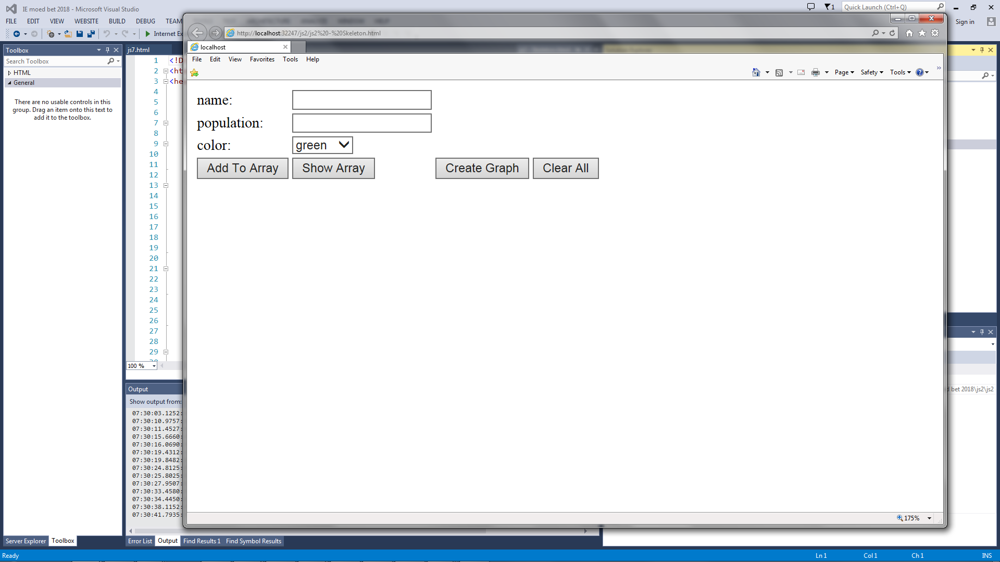 IE moed bet 2018 - Microsoft Visual Studio
1
Quick Launch (Ctrl+Q)
FILE EDIT VIEW WEBSITE BUILD DEBUG TEAM
Sign in
Internet Ex
http://localhost:32247/js2/js2%20-%20Skeleton.html
Toolbox
js7.html
localhost
Search Toolbox
File Edit View Favorites Tools Help
HTML
General
Page Safety Tools
There are no usable controls in this
group. Drag an item onto this text to
add it to the toolbox.
1 <!D
2 <ht
3 <he
4
5
6
7
8
9
10
11
12
13
14
15
16
17
18
19
20
21
22
23
24
25
26
27
28
29
name:
population:
color: green
Add To Array Show Array Create Graph Clear All
100 %
Output
d bet 2018\js2\js2
Show output from:
07:30:03.1252:
07:30:10.9757:
07:30:11.4527:
07:30:15.6660:
07:30:16.0690:
07:30:19.4312:
07:30:19.8482:
07:30:24.8125:
07:30:25.8025:
07:30:27.9507:
07:30:33.4580:
07:30:34.4450:
07:30:38.1152:
07:30:41.7935:
175%
Server Explorer Toolbox
Error List Output Find Results 1 Find Symbol Results
Ready
Ln 1 Col 1 Ch 1 INS